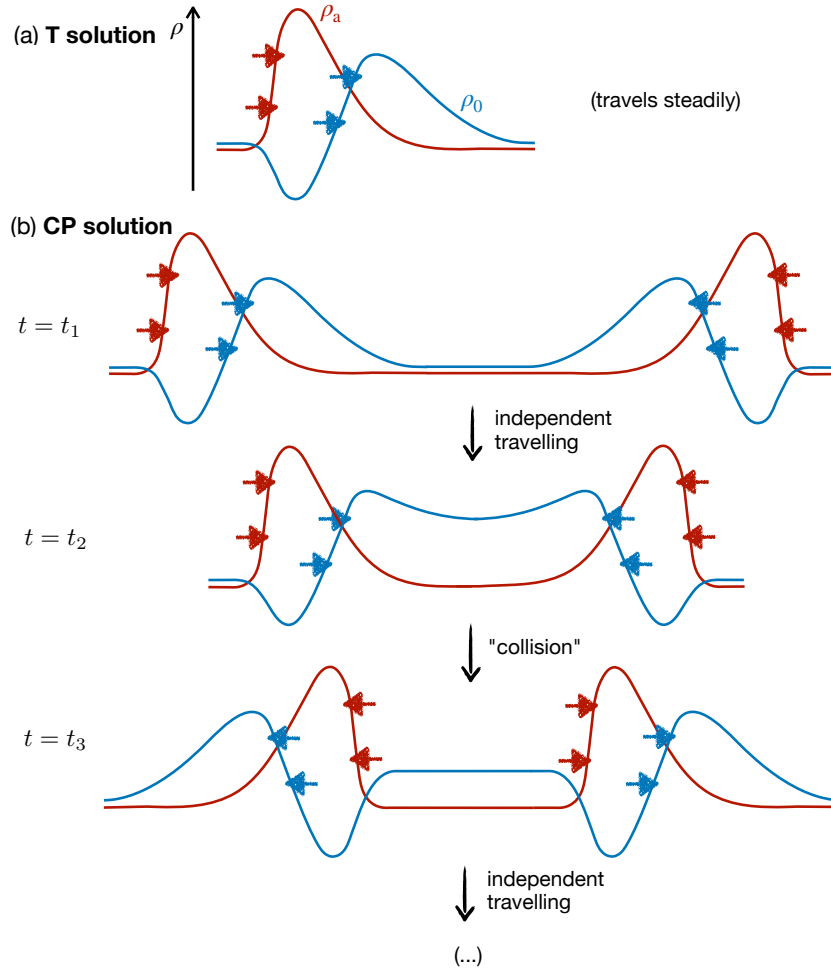 (a) T solution
ρ
ρₐ
ρ₀
(travels steadily)
(b) CP solution
t = t₁
independent
travelling
t = t₂
"collision"
t = t₃
independent
travelling
(...)